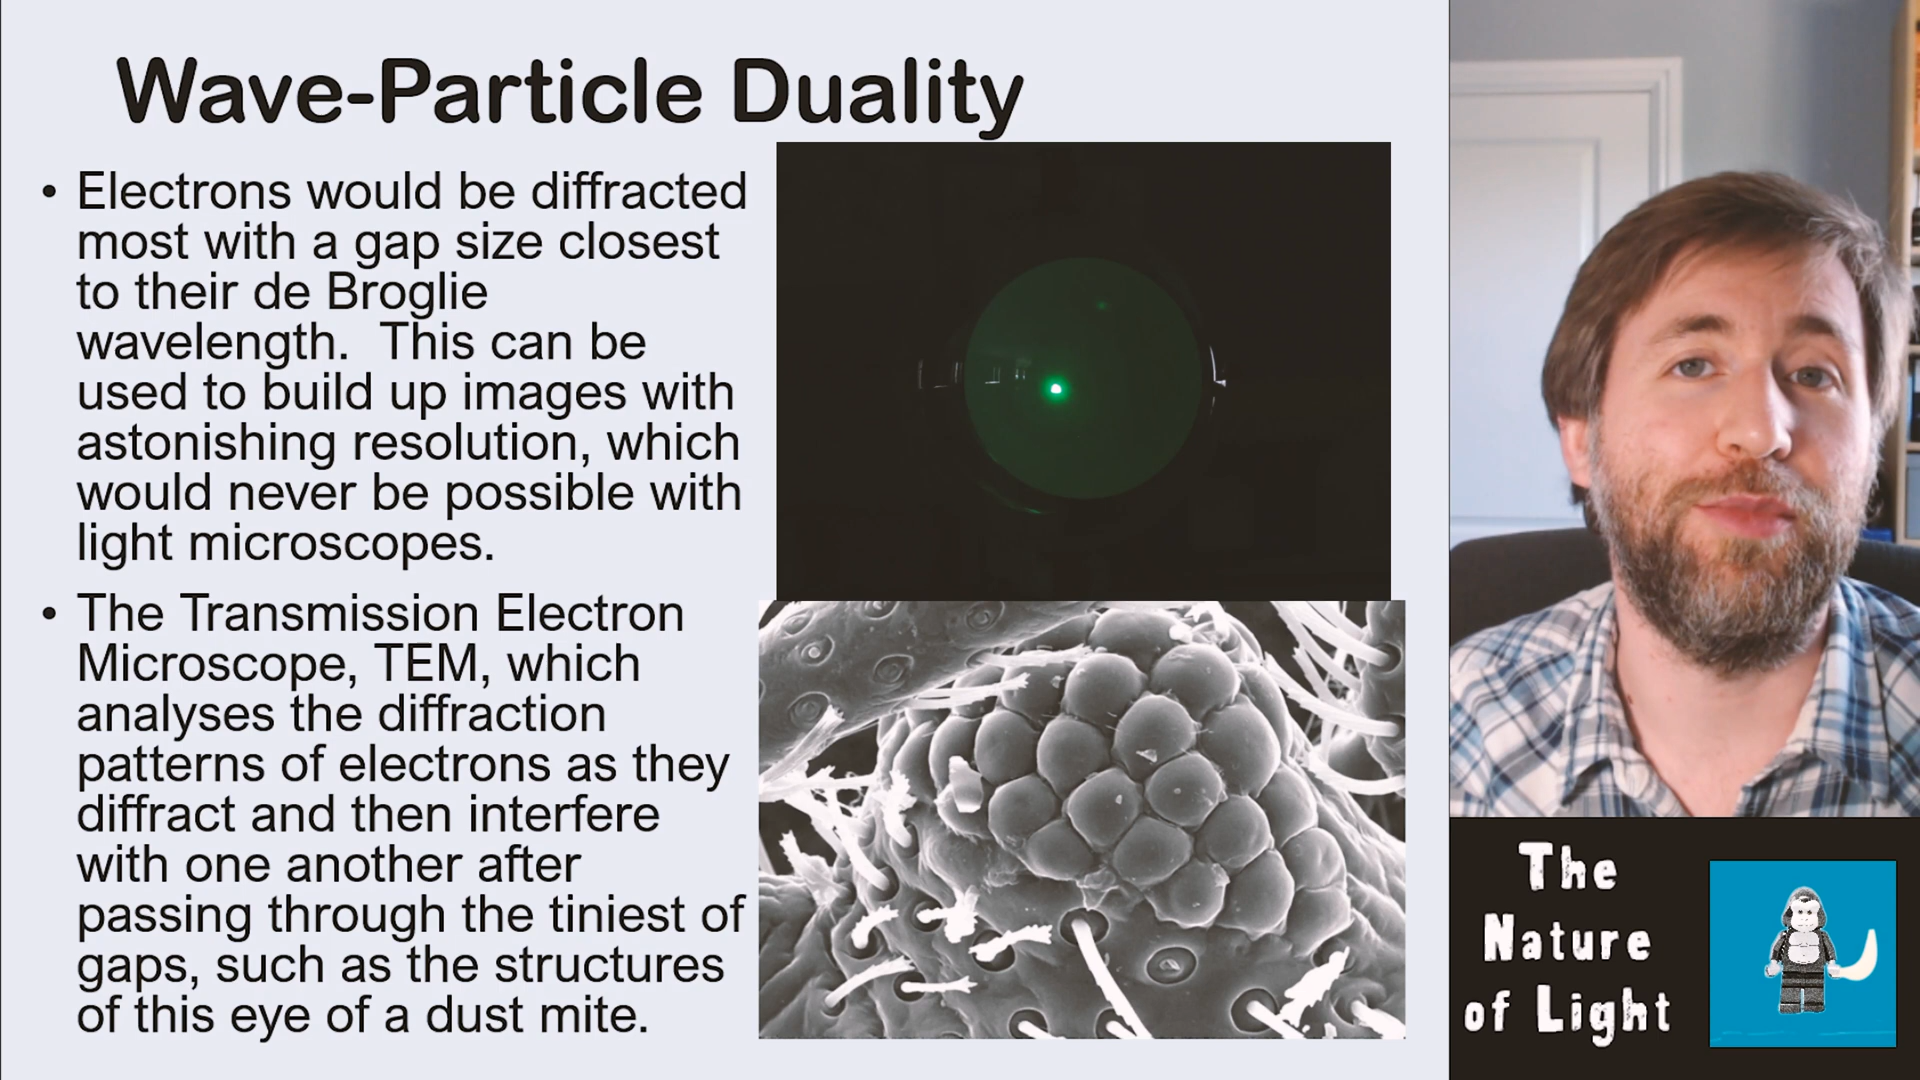 Wave-Particle Duality
• Electrons would be diffracted
most with a gap size closest
to their de Broglie
wavelength.  This can be
used to build up images with
astonishing resolution, which
would never be possible with
light microscopes.
• The Transmission Electron
Microscope, TEM, which
analyses the diffraction
patterns of electrons as they
diffract and then interfere
with one another after
passing through the tiniest of
gaps, such as the structures
of this eye of a dust mite.
The
Nature
of Light